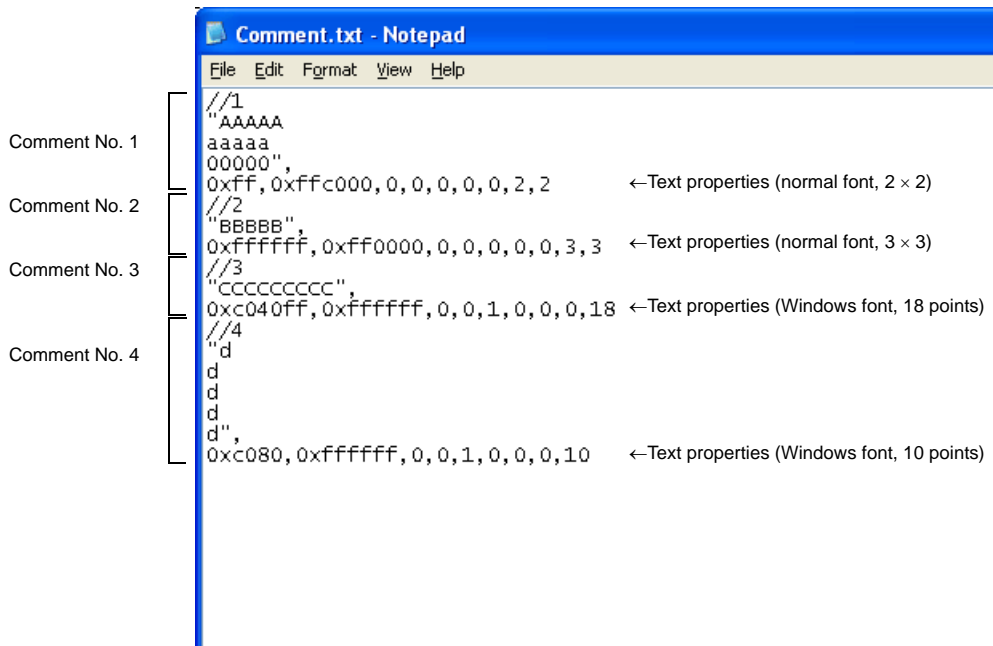 Comment.txt - Notepad
File Edit Format View Help
Comment No. 1
//1
"AAAAA
aaaaa
00000",
0xff,0xffc000,0,0,0,0,0,2,2 ←Text properties (normal font, 2 × 2)
Comment No. 2
//2
"BBBBB",
0xffffff,0xff0000,0,0,0,0,0,3,3 ←Text properties (normal font, 3 × 3)
Comment No. 3
//3
"CCCCCCCCC",
0xc040ff,0xffffff,0,0,1,0,0,0,18 ←Text properties (Windows font, 18 points)
Comment No. 4
//4
"d
d
d
d
d",
0xc080,0xffffff,0,0,1,0,0,0,10 ←Text properties (Windows font, 10 points)